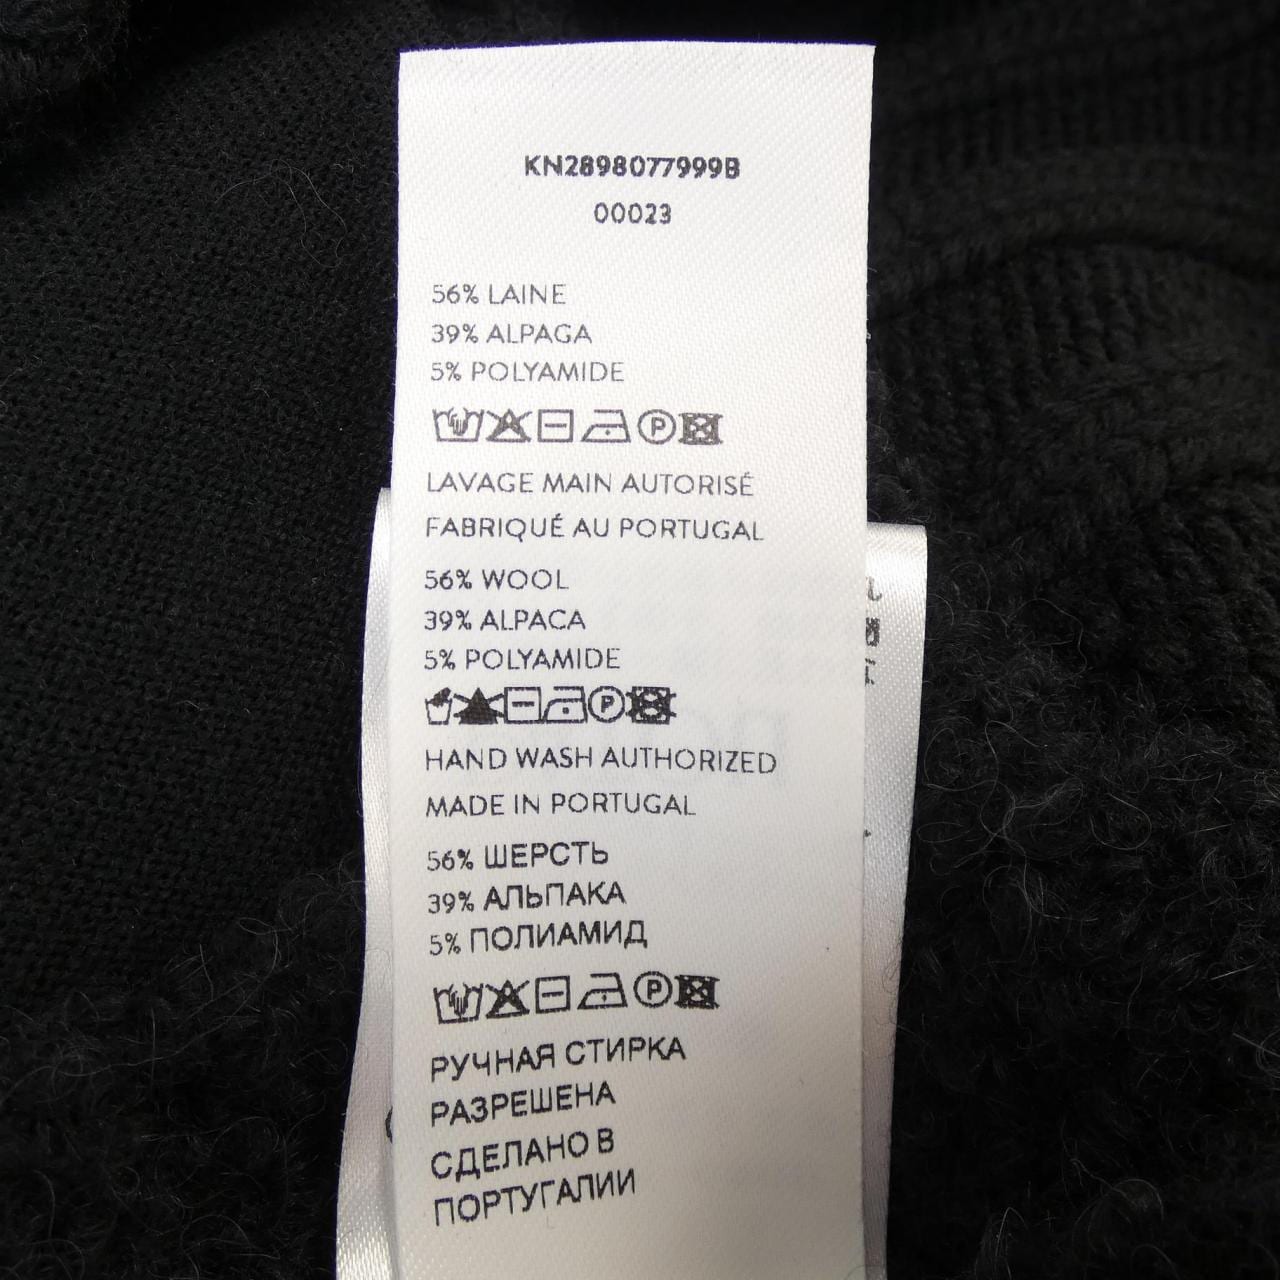 KN2898077999B
00023
56% LAINE
39% ALPAGA
5% POLYAMIDE
P
LAVAGE MAIN AUTORISÉ
FABRIQUÉ AU PORTUGAL
56% WOOL
39% ALPACA
5% POLYAMIDE
P
HAND WASH AUTHORIZED
MADE IN PORTUGAL
56% ШЕРСТЬ
39% АЛЬПАКА
5% ПОЛИАМИД
P
РУЧНАЯ СТИРКА
РАЗРЕШЕНА
СДЕЛАНО В
ПОРТУГАЛИИ